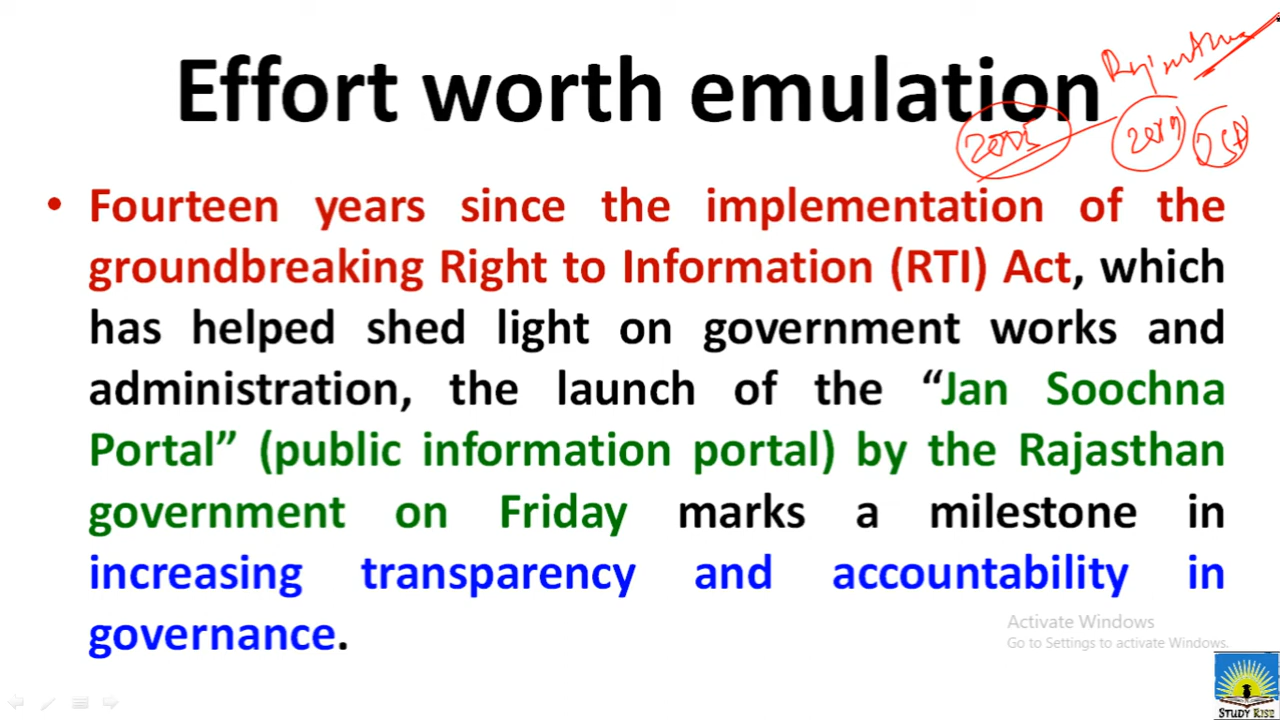 Effort worth emulation
Rajasthan
2005
• Fourteen years since the implementation of the
groundbreaking Right to Information (RTI) Act, which
has helped shed light on government works and
administration, the launch of the “Jan Soochna
Portal” (public information portal) by the Rajasthan
government on Friday marks a milestone in
increasing transparency and accountability in
governance.
Activate Windows
Go to Settings to activate Windows.
STUDY RISE